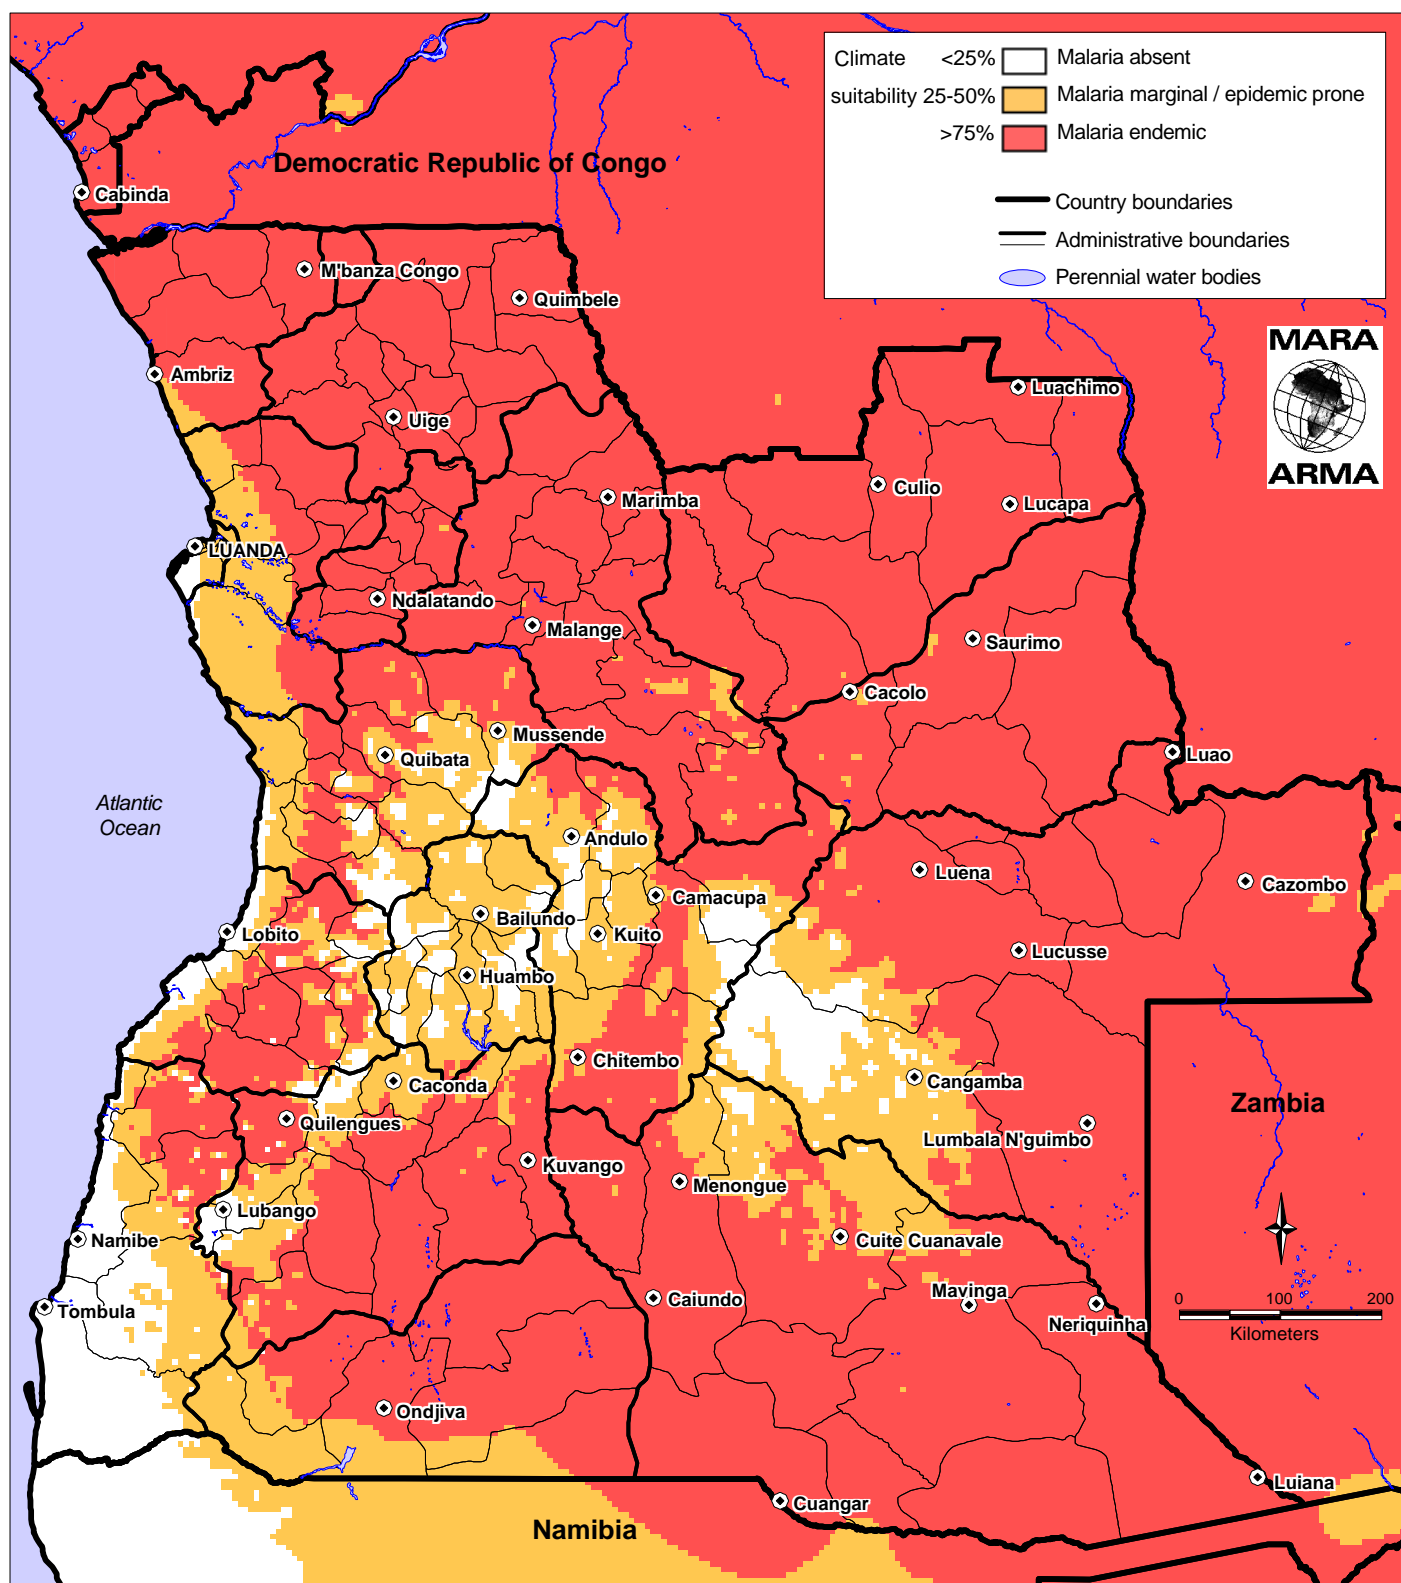 Climate <25% Malaria absent
suitability 25-50% Malaria marginal / epidemic prone
>75% Malaria endemic
Country boundaries
Administrative boundaries
Perennial water bodies
MARA
ARMA
Democratic Republic of Congo
Cabinda
M'banza Congo
Quimbele
Ambriz
Luachimo
Uige
Culio
Marimba
Lucapa
LUANDA
Ndalatando
Malange
Saurimo
Cacolo
Mussende
Quibata
Luao
Atlantic
Ocean
Andulo
Luena
Cazombo
Camacupa
Bailundo
Lobito
Kuito
Lucusse
Huambo
Chitembo
Cangamba
Caconda
Zambia
Quilengues
Lumbala N'guimbo
Kuvango
Menongue
Lubango
Namibe
Cuite Cuanavale
Mavinga
Caiundo
Tombula
Neriquinha
0 100 200
Kilometers
Ondjiva
Luiana
Cuangar
Namibia